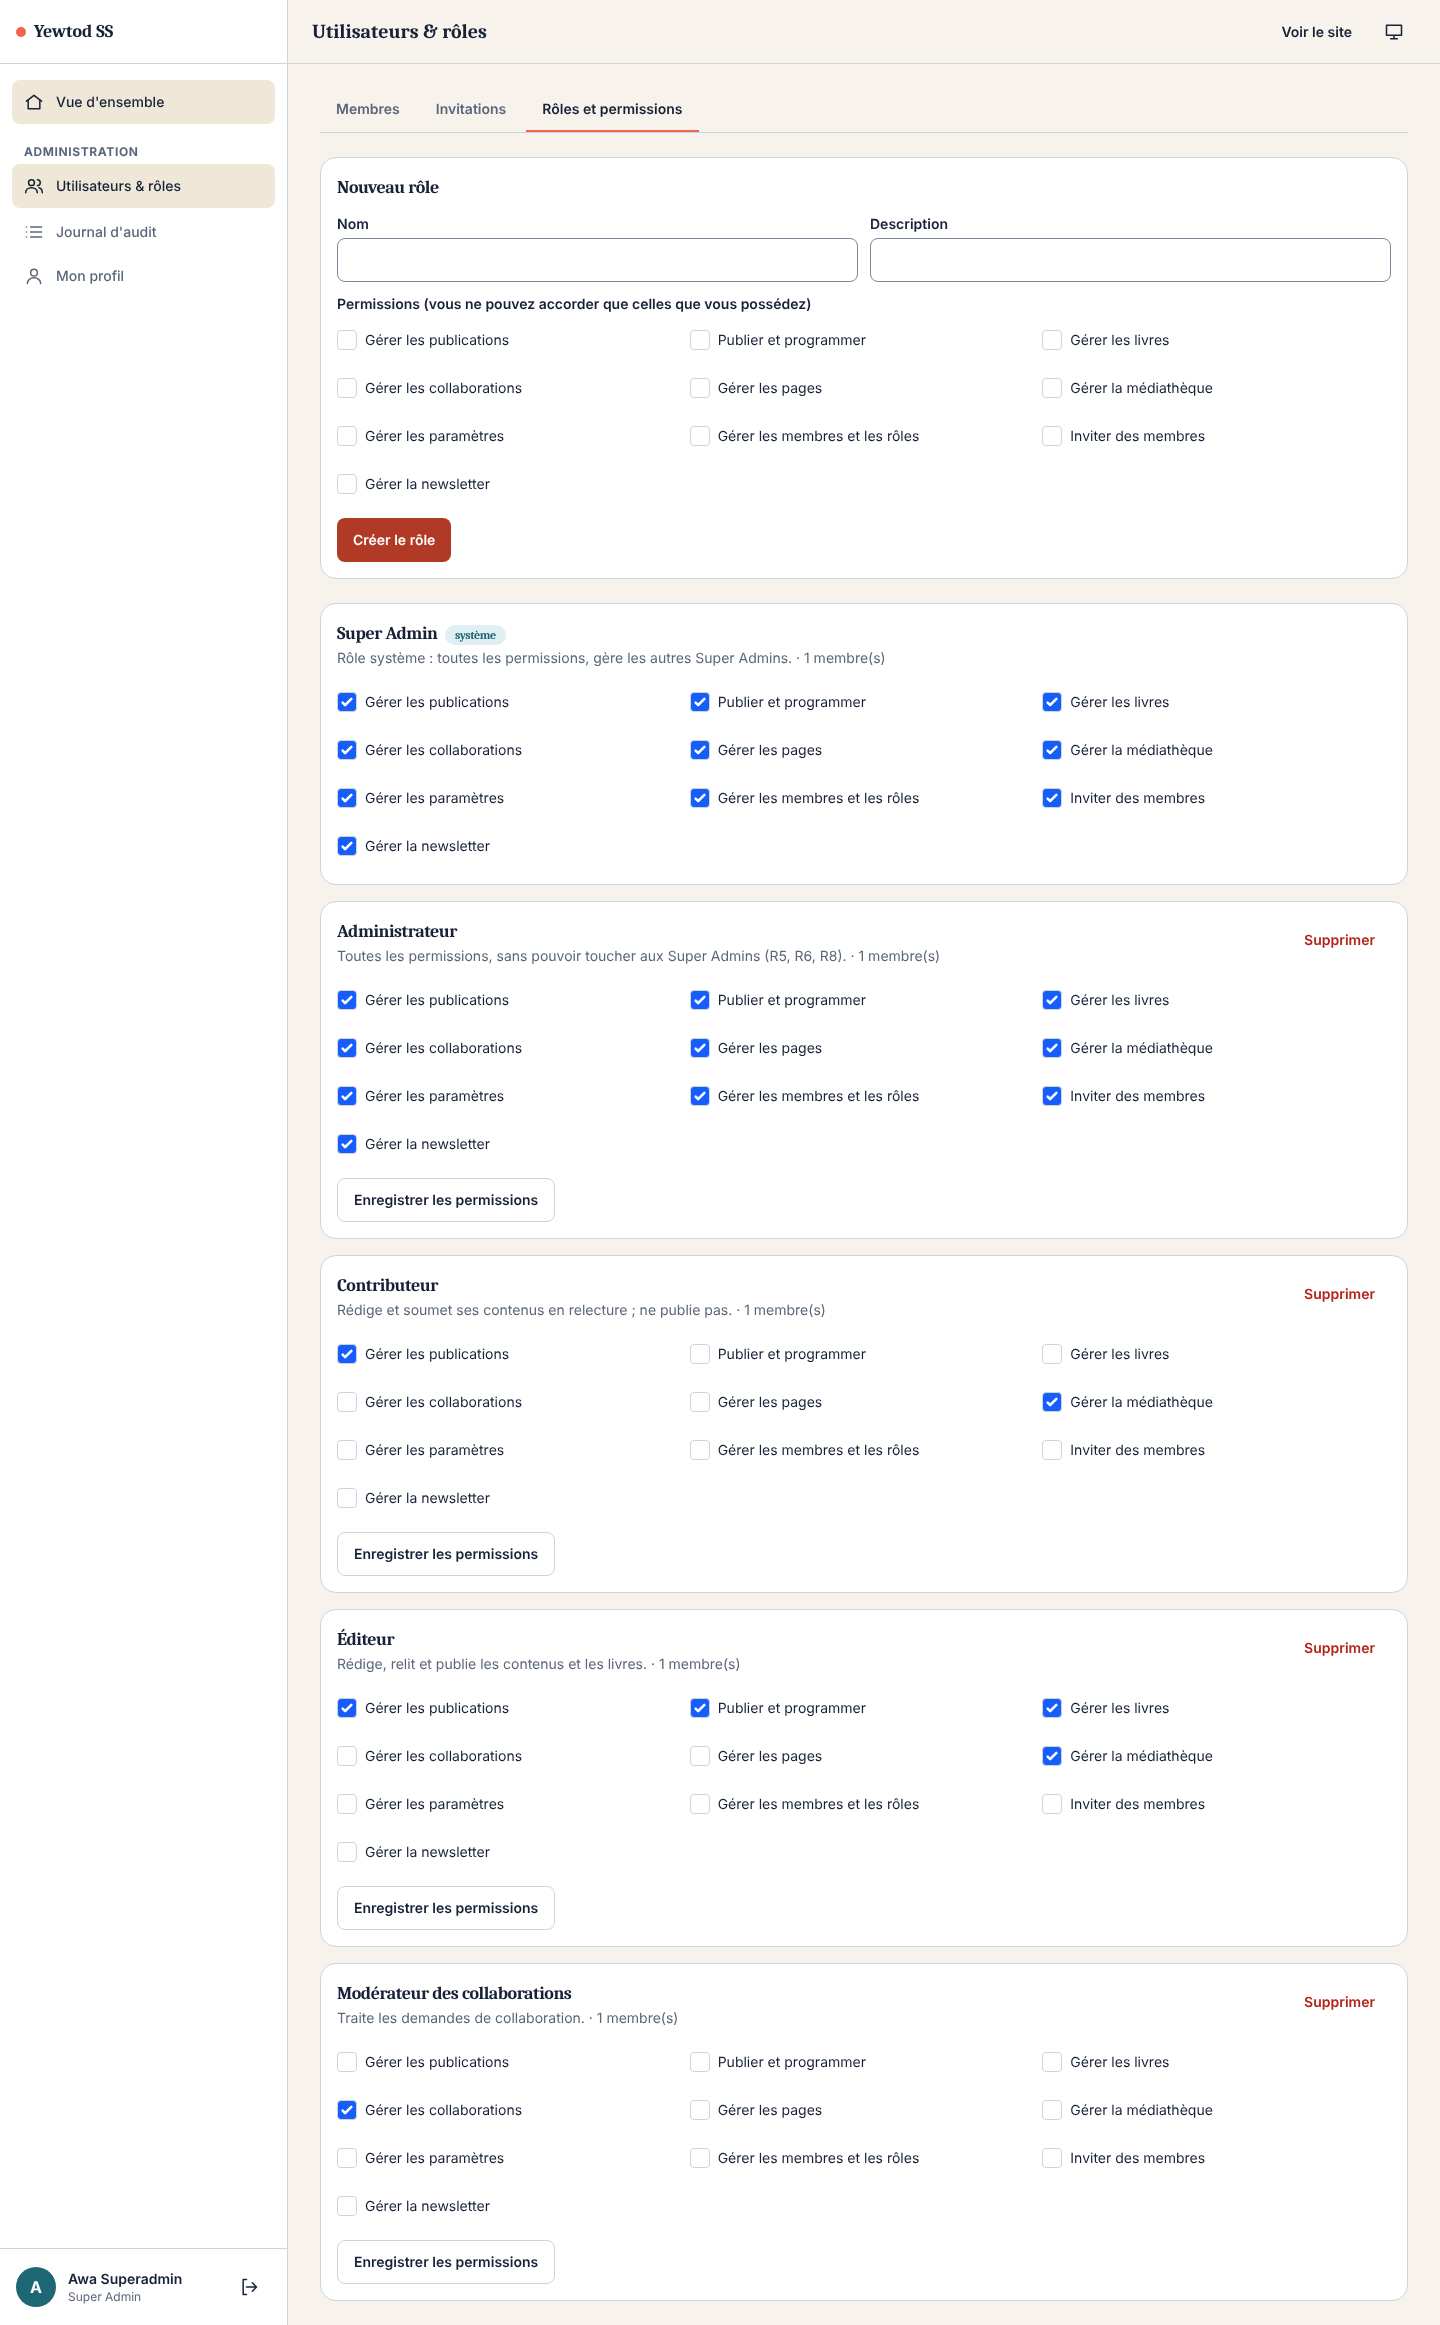 Yewtod SS
Utilisateurs & rôles
Voir le site
Vue d'ensemble
ADMINISTRATION
Utilisateurs & rôles
Journal d'audit
Mon profil
Membres
Invitations
Rôles et permissions
Nouveau rôle
Nom
Description
Permissions (vous ne pouvez accorder que celles que vous possédez)
Gérer les publications
Publier et programmer
Gérer les livres
Gérer les collaborations
Gérer les pages
Gérer la médiathèque
Gérer les paramètres
Gérer les membres et les rôles
Inviter des membres
Gérer la newsletter
Créer le rôle
Super Admin système
Rôle système : toutes les permissions, gère les autres Super Admins. · 1 membre(s)
Gérer les publications
Publier et programmer
Gérer les livres
Gérer les collaborations
Gérer les pages
Gérer la médiathèque
Gérer les paramètres
Gérer les membres et les rôles
Inviter des membres
Gérer la newsletter
Administrateur
Supprimer
Toutes les permissions, sans pouvoir toucher aux Super Admins (R5, R6, R8). · 1 membre(s)
Gérer les publications
Publier et programmer
Gérer les livres
Gérer les collaborations
Gérer les pages
Gérer la médiathèque
Gérer les paramètres
Gérer les membres et les rôles
Inviter des membres
Gérer la newsletter
Enregistrer les permissions
Contributeur
Supprimer
Rédige et soumet ses contenus en relecture ; ne publie pas. · 1 membre(s)
Gérer les publications
Publier et programmer
Gérer les livres
Gérer les collaborations
Gérer les pages
Gérer la médiathèque
Gérer les paramètres
Gérer les membres et les rôles
Inviter des membres
Gérer la newsletter
Enregistrer les permissions
Éditeur
Supprimer
Rédige, relit et publie les contenus et les livres. · 1 membre(s)
Gérer les publications
Publier et programmer
Gérer les livres
Gérer les collaborations
Gérer les pages
Gérer la médiathèque
Gérer les paramètres
Gérer les membres et les rôles
Inviter des membres
Gérer la newsletter
Enregistrer les permissions
Modérateur des collaborations
Supprimer
Traite les demandes de collaboration. · 1 membre(s)
Gérer les publications
Publier et programmer
Gérer les livres
Gérer les collaborations
Gérer les pages
Gérer la médiathèque
Gérer les paramètres
Gérer les membres et les rôles
Inviter des membres
Gérer la newsletter
Enregistrer les permissions
A
Awa Superadmin
Super Admin